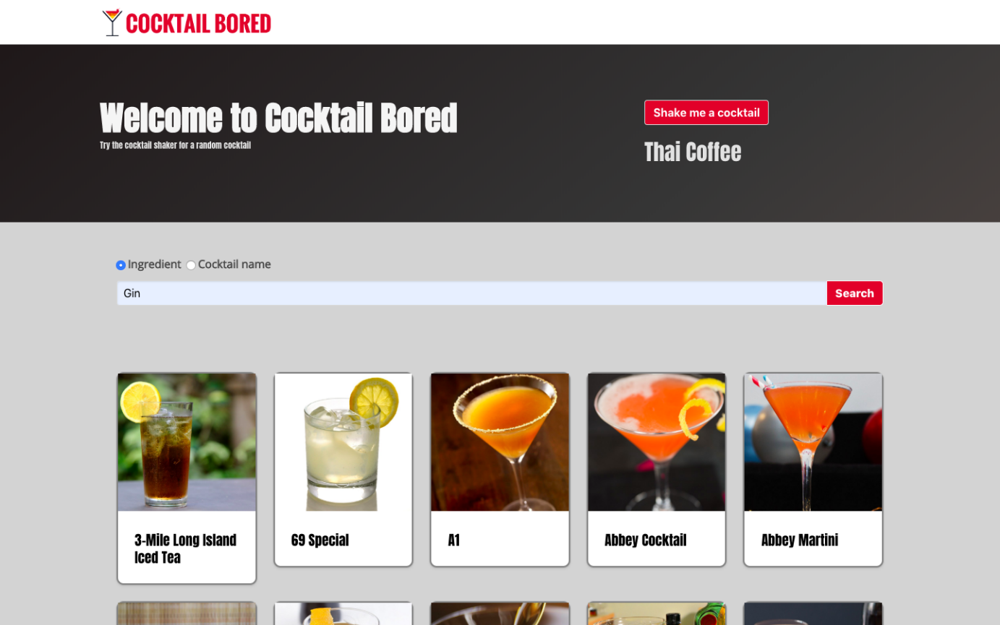 COCKTAIL BORED
Welcome to Cocktail Bored
Try the cocktail shaker for a random cocktail
Shake me a cocktail
Thai Coffee
Ingredient Cocktail name
Gin
Search
3-Mile Long Island
Iced Tea
69 Special
A1
Abbey Cocktail
Abbey Martini